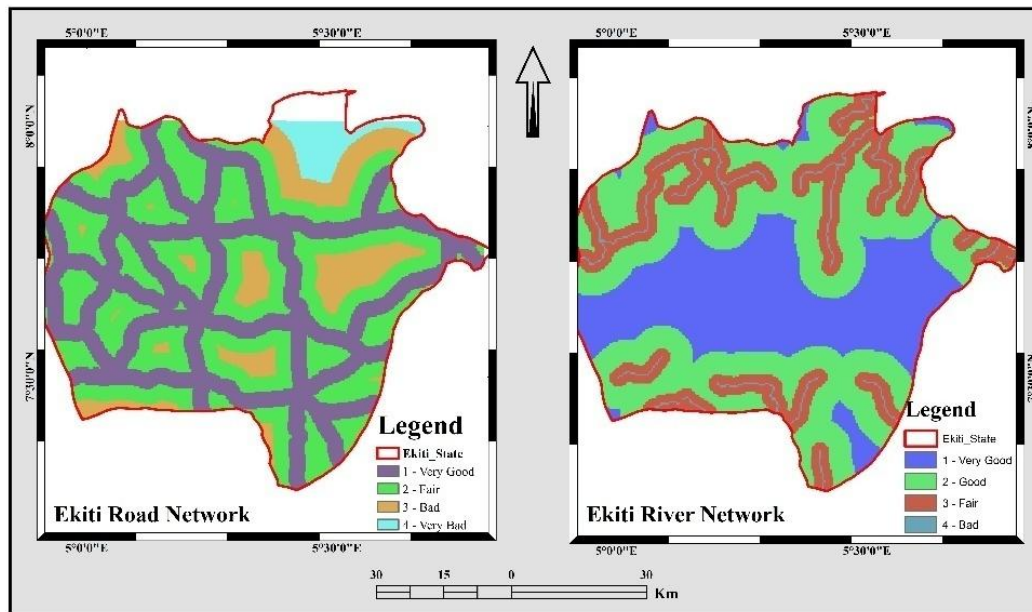 5°0'0"E
5°30'0"E
8°0'0"N
7°30'0"N
Legend
Ekiti_State
1 - Very Good
2 - Fair
3 - Bad
4 - Very Bad
Ekiti Road Network
5°0'0"E
5°30'0"E
5°0'0"E
5°30'0"E
Legend
Ekiti_State
1 - Very Good
2 - Good
3 - Fair
4 - Bad
Ekiti River Network
5°0'0"E
5°30'0"E
30
15
0
30
Km